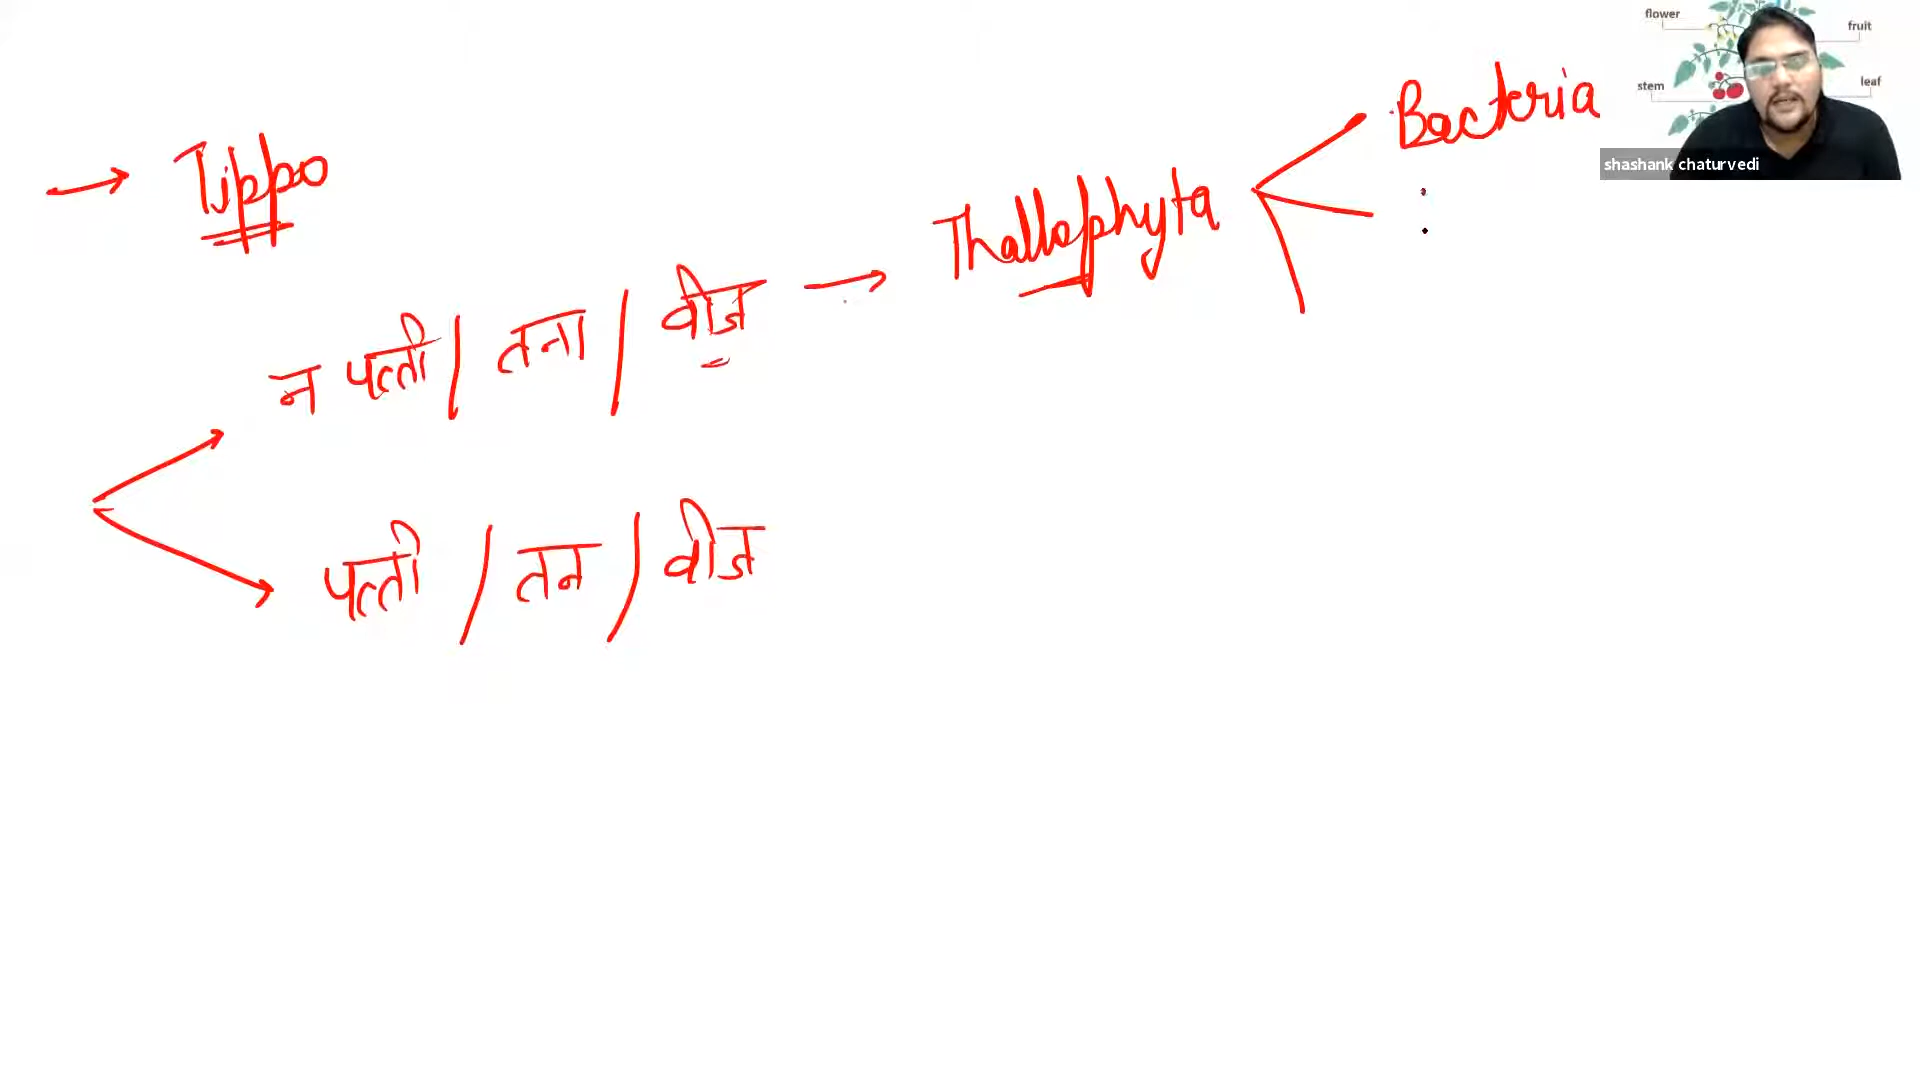 flower
fruit
stem
leaf
shashank chaturvedi
→ Tippo
Bacteria
Thallophyta
न पत्ती / तना / बीज →
पत्ती / तन / बीज